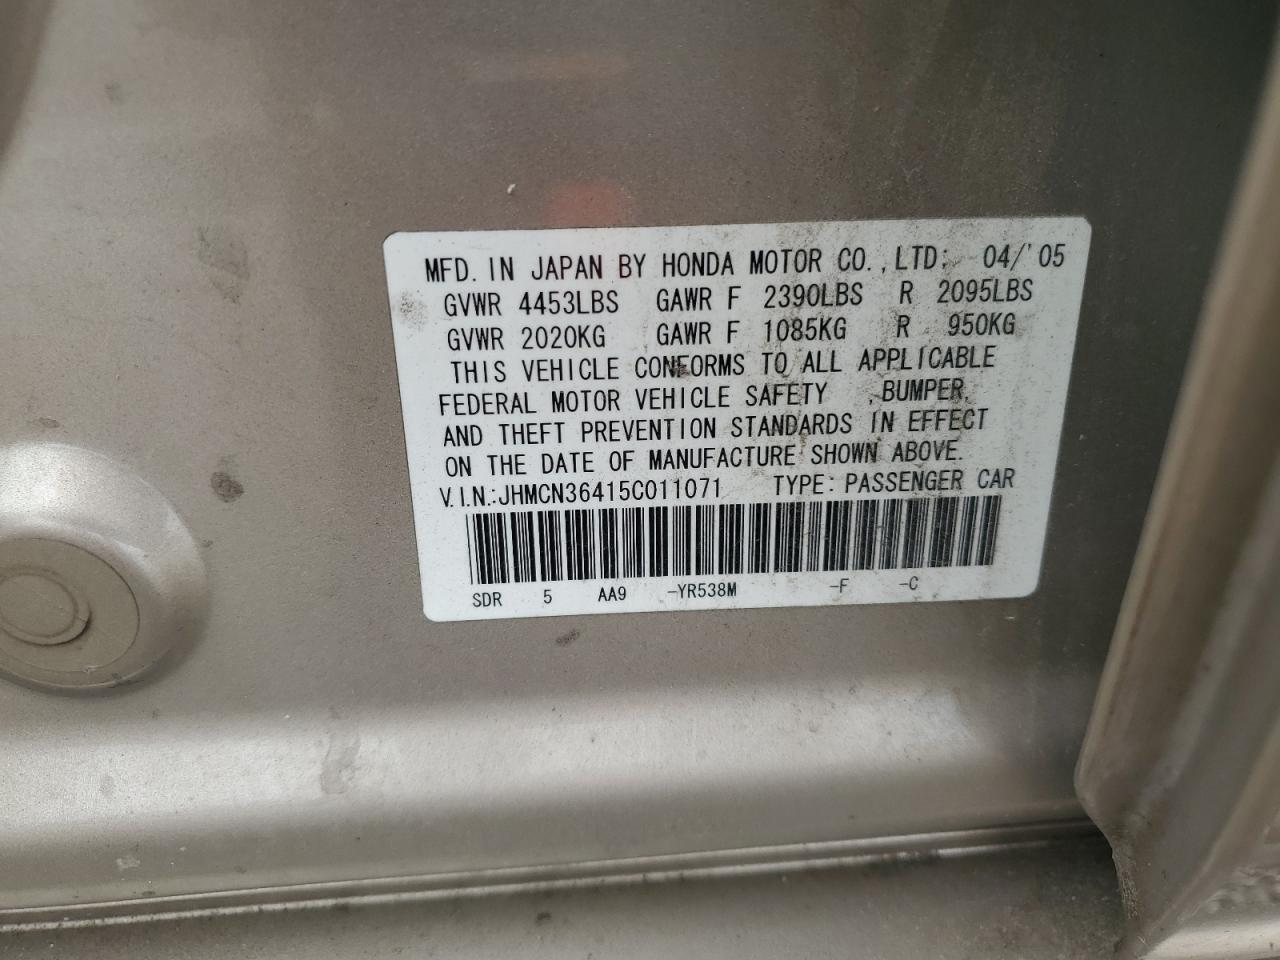 MFD. IN JAPAN BY HONDA MOTOR CO., LTD. 04/'05
GVWR 4453LBS GAWR F 2390LBS R 2095LBS
GVWR 2020KG GAWR F 1085KG R 950KG
THIS VEHICLE CONFORMS TO ALL APPLICABLE
FEDERAL MOTOR VEHICLE SAFETY , BUMPER,
AND THEFT PREVENTION STANDARDS IN EFFECT
ON THE DATE OF MANUFACTURE SHOWN ABOVE.
V.I.N.:JHMCN36415C011071 TYPE: PASSENGER CAR
SDR 5 AA9 -YR538M -F -C